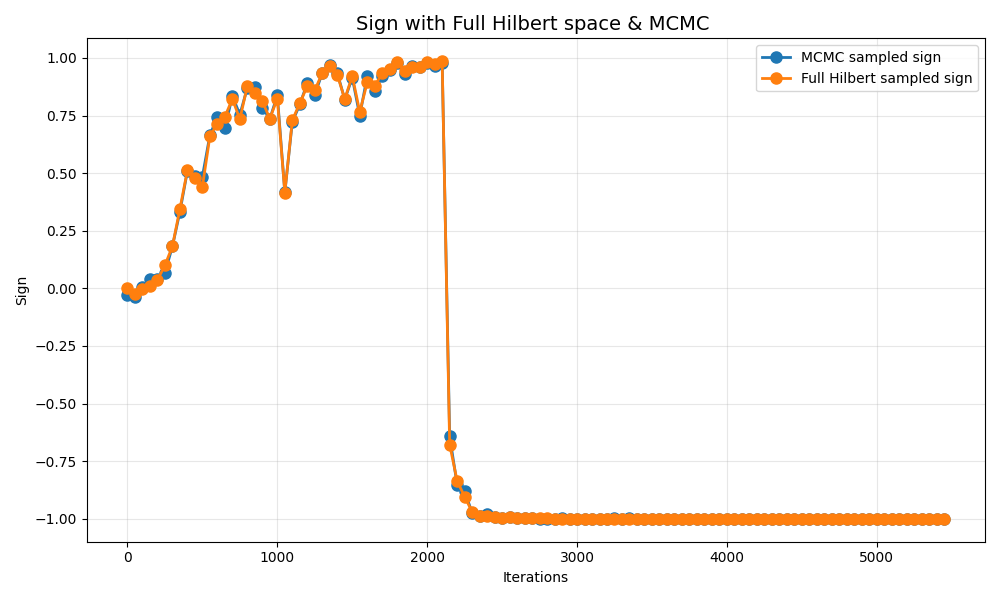 Sign with Full Hilbert space & MCMC
MCMC sampled sign
Full Hilbert sampled sign
1.00
0.75
0.50
0.25
0.00
−0.25
−0.50
−0.75
−1.00
Sign
0 1000 2000 3000 4000 5000
Iterations